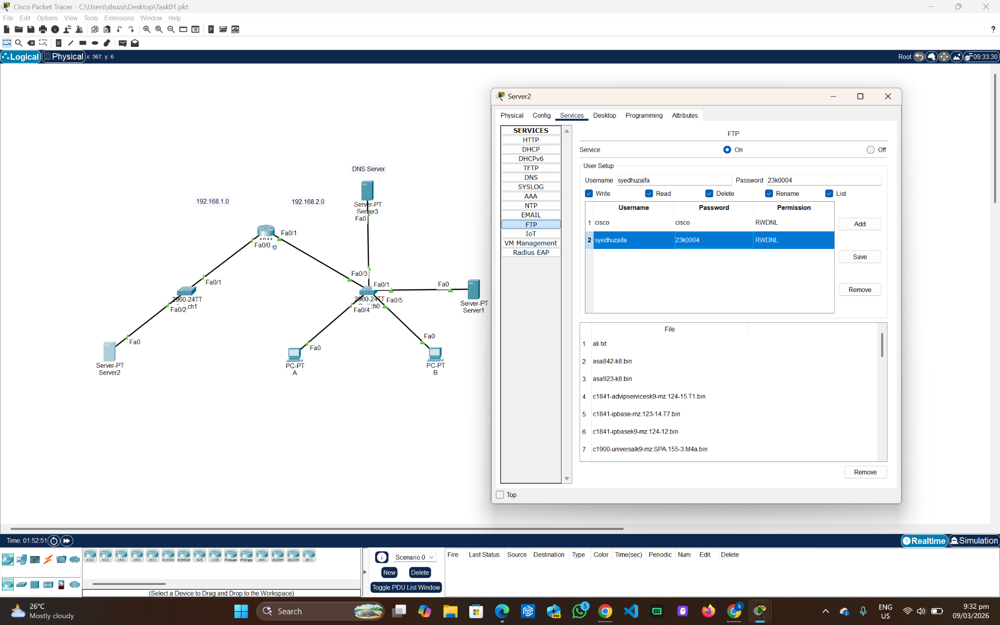 Cisco Packet Tracer - C:\Users\shuza\Desktop\Task01.pkt
File Edit Options View Tools Extensions Window Help
Logical Physical x: 367, y: 6
Root 09:33:30
DNS Server
192.168.1.0
192.168.2.0
Server-PT
Server3
Fa0
Fa0/1
Fa0/0
Fa0/3
Fa0/1
Fa0/1
Fa0
2960-24TT
Fa0/2
2960-24TT
Fa0/5
Fa0/4
Server-PT
Server1
Fa0
Fa0
Fa0
Server-PT
Server2
PC-PT
A
PC-PT
B
Server2
Physical Config Services Desktop Programming Attributes
SERVICES
HTTP
DHCP
DHCPv6
TFTP
DNS
SYSLOG
AAA
NTP
EMAIL
FTP
IoT
VM Management
Radius EAP
FTP
Service On Off
User Setup
Username syedhuzaifa Password 23k0004
Write Read Delete Rename List
Username Password Permission
1 cisco cisco RWDNL
2 syedhuzaifa 23k0004 RWDNL
Add
Save
Remove
File
1 ali.txt
2 asa842-k8.bin
3 asa923-k8.bin
4 c1841-advipservicesk9-mz.124-15.T1.bin
5 c1841-ipbase-mz.123-14.T7.bin
6 c1841-ipbasek9-mz.124-12.bin
7 c1900-universalk9-mz.SPA.155-3.M4a.bin
Remove
Top
Time: 01:52:51
Realtime Simulation
4331 4321 1941 2901 2911 819IOX 819HGW 829 1240 PT-Router PT-Empty 1841 2620XM 2621XM 2811
(Select a Device to Drag and Drop to the Workspace)
Scenario 0
New Delete
Toggle PDU List Window
Fire Last Status Source Destination Type Color Time(sec) Periodic Num Edit Delete
26°C
Mostly cloudy
Search
PRE
5
ENG
US
9:32 pm
09/03/2026